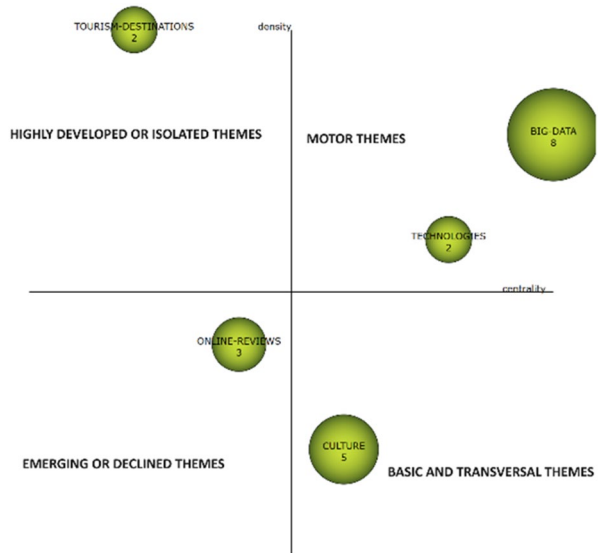 TOURISM-DESTINATIONS
2
density
HIGHLY DEVELOPED OR ISOLATED THEMES
MOTOR THEMES
BIG-DATA
8
TECHNOLOGIES
2
centrality
ONLINE-REVIEWS
3
CULTURE
5
EMERGING OR DECLINED THEMES
BASIC AND TRANSVERSAL THEMES